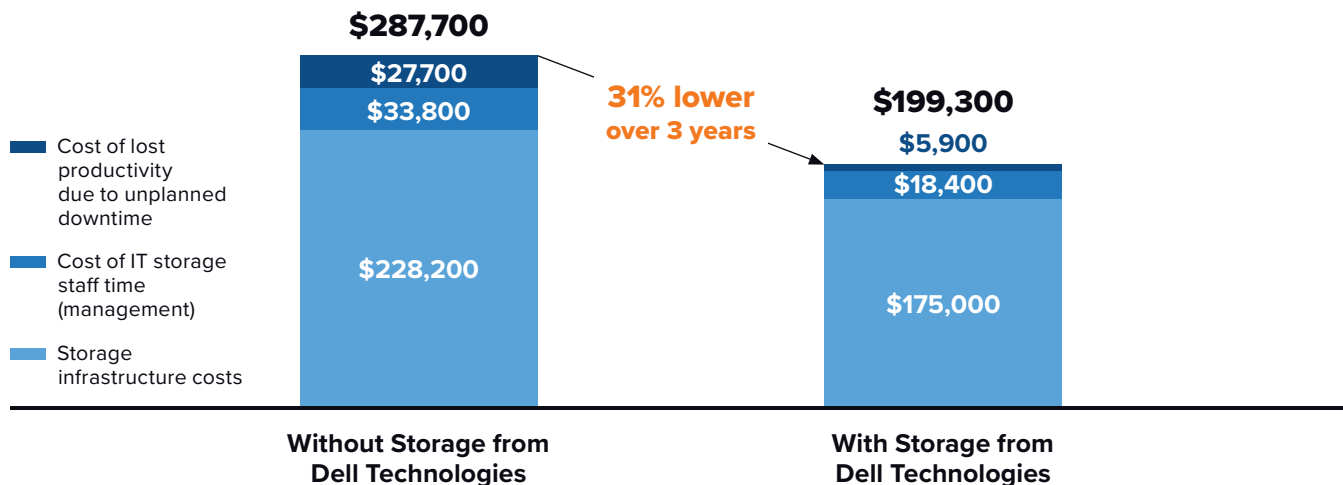 $287,700
$27,700
$33,800
$228,200
31% lower
over 3 years
$199,300
$5,900
$18,400
$175,000
Cost of lost
productivity
due to unplanned
downtime
Cost of IT storage
staff time
(management)
Storage
infrastructure costs
Without Storage from
Dell Technologies
With Storage from
Dell Technologies